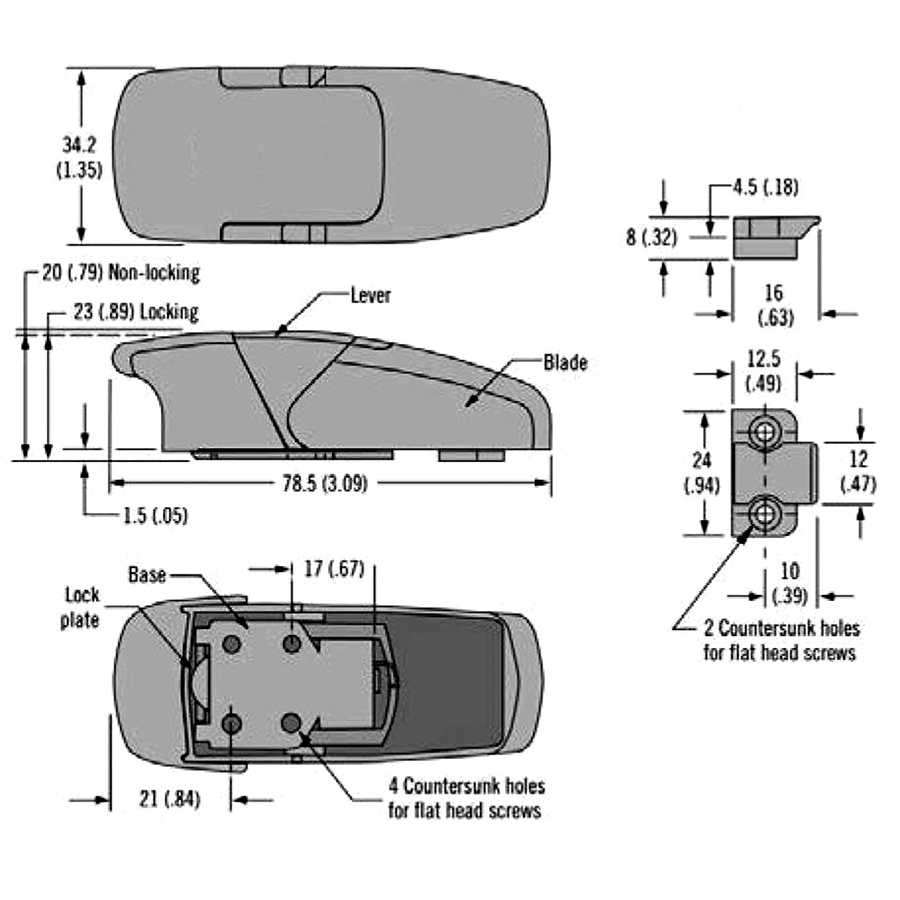 34.2
(1.35)
20 (.79) Non-locking
23 (.89) Locking
Lever
Blade
78.5 (3.09)
1.5 (.05)
4.5 (.18)
8 (.32)
16
(.63)
12.5
(.49)
24
(.94)
12
(.47)
10
(.39)
2 Countersunk holes
for flat head screws
Base
17 (.67)
Lock
plate
21 (.84)
4 Countersunk holes
for flat head screws